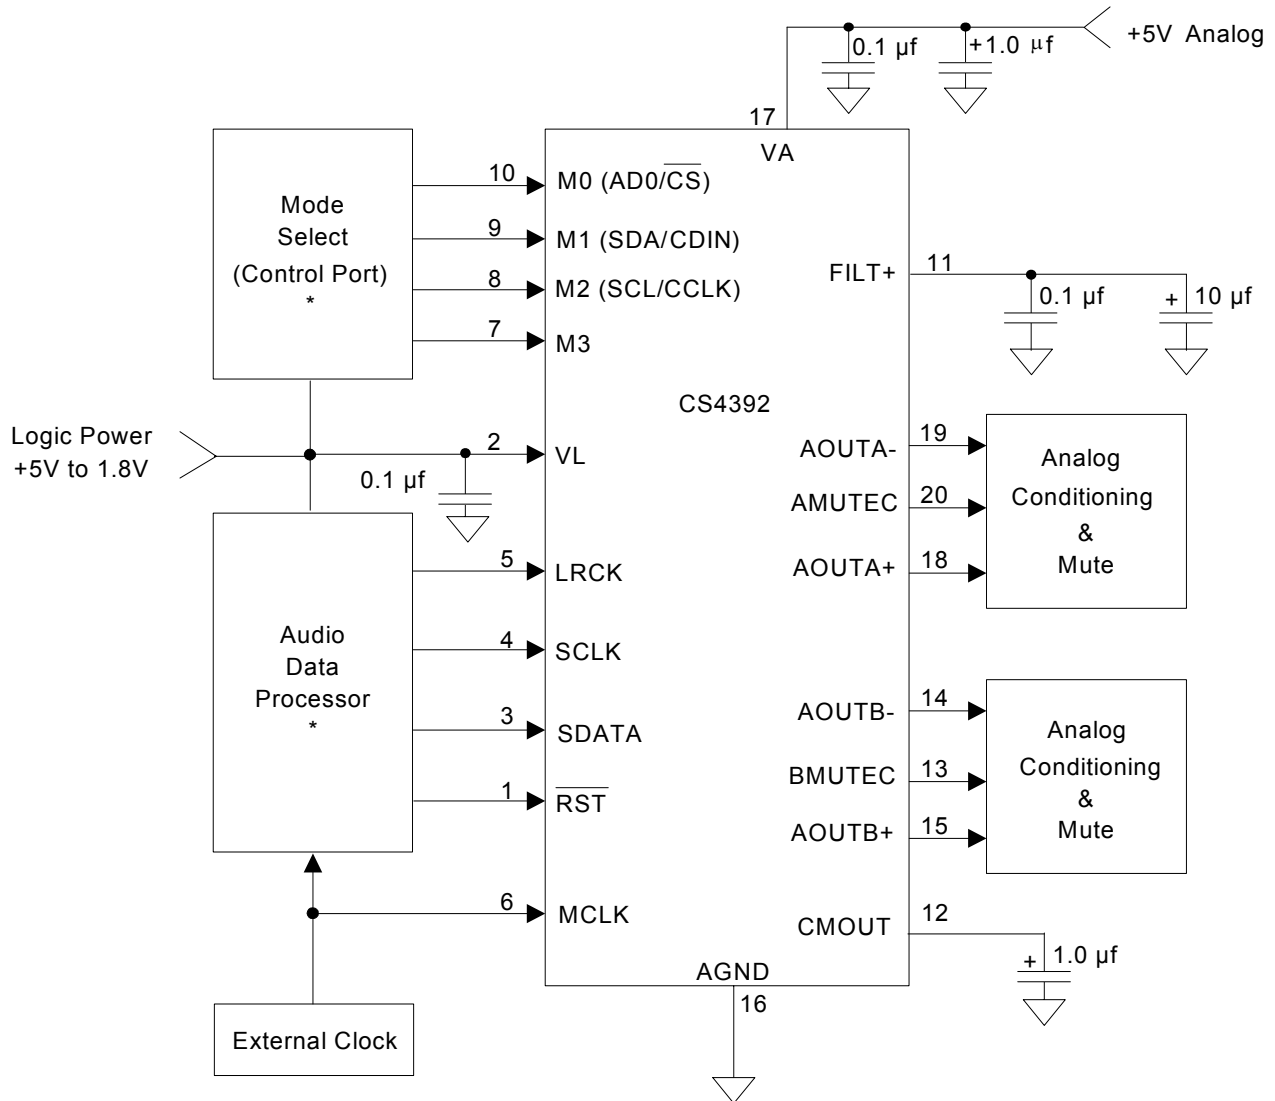 +5V Analog
0.1 µf
+1.0 µf
17
VA
Mode
Select
(Control Port)
*
10
M0 (AD0/CS)
9
M1 (SDA/CDIN)
8
M2 (SCL/CCLK)
7
M3
FILT+
11
0.1 µf
+
10 µf
CS4392
Logic Power
+5V to 1.8V
2
VL
0.1 µf
AOUTA-
19
AMUTEC
20
AOUTA+
18
Analog
Conditioning
&
Mute
Audio
Data
Processor
*
5
LRCK
4
SCLK
3
SDATA
1
RST
AOUTB-
14
BMUTEC
13
AOUTB+
15
Analog
Conditioning
&
Mute
6
MCLK
CMOUT
12
+
1.0 µf
AGND
16
External Clock